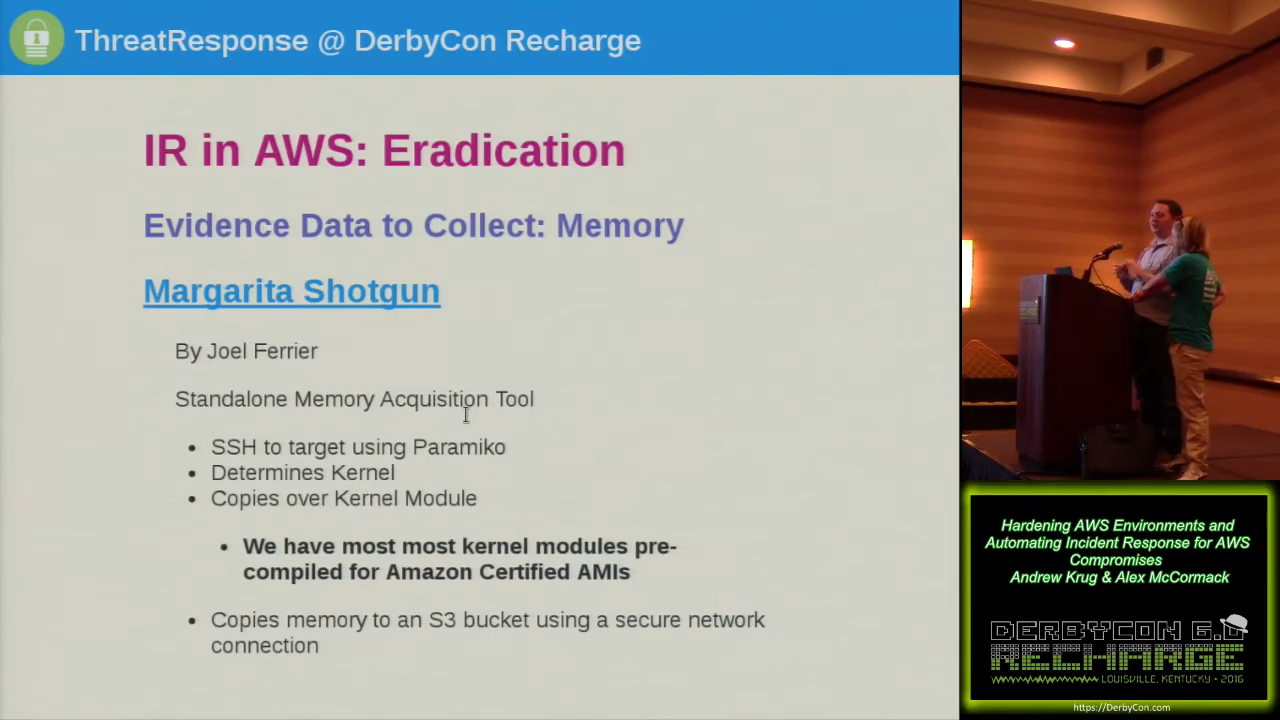 ThreatResponse @ DerbyCon Recharge
IR in AWS: Eradication
Evidence Data to Collect: Memory
Margarita Shotgun
By Joel Ferrier
Standalone Memory Acquisition Tool
• SSH to target using Paramiko
• Determines Kernel
• Copies over Kernel Module
• We have most most kernel modules pre-
compiled for Amazon Certified AMIs
• Copies memory to an S3 bucket using a secure network
connection
Hardening AWS Environments and
Automating Incident Response for AWS
Compromises
Andrew Krug & Alex McCormack
DERBYCON 6.0
RECHARGE
LOUISVILLE, KENTUCKY • 2016
https://DerbyCon.com